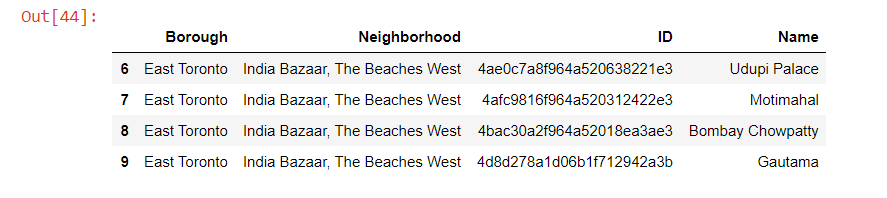 Out[44]:
Borough Neighborhood ID Name
6 East Toronto India Bazaar, The Beaches West 4ae0c7a8f964a520638221e3 Udupi Palace
7 East Toronto India Bazaar, The Beaches West 4afc9816f964a520312422e3 Motimahal
8 East Toronto India Bazaar, The Beaches West 4bac30a2f964a52018ea3ae3 Bombay Chowpatty
9 East Toronto India Bazaar, The Beaches West 4d8d278a1d06b1f712942a3b Gautama